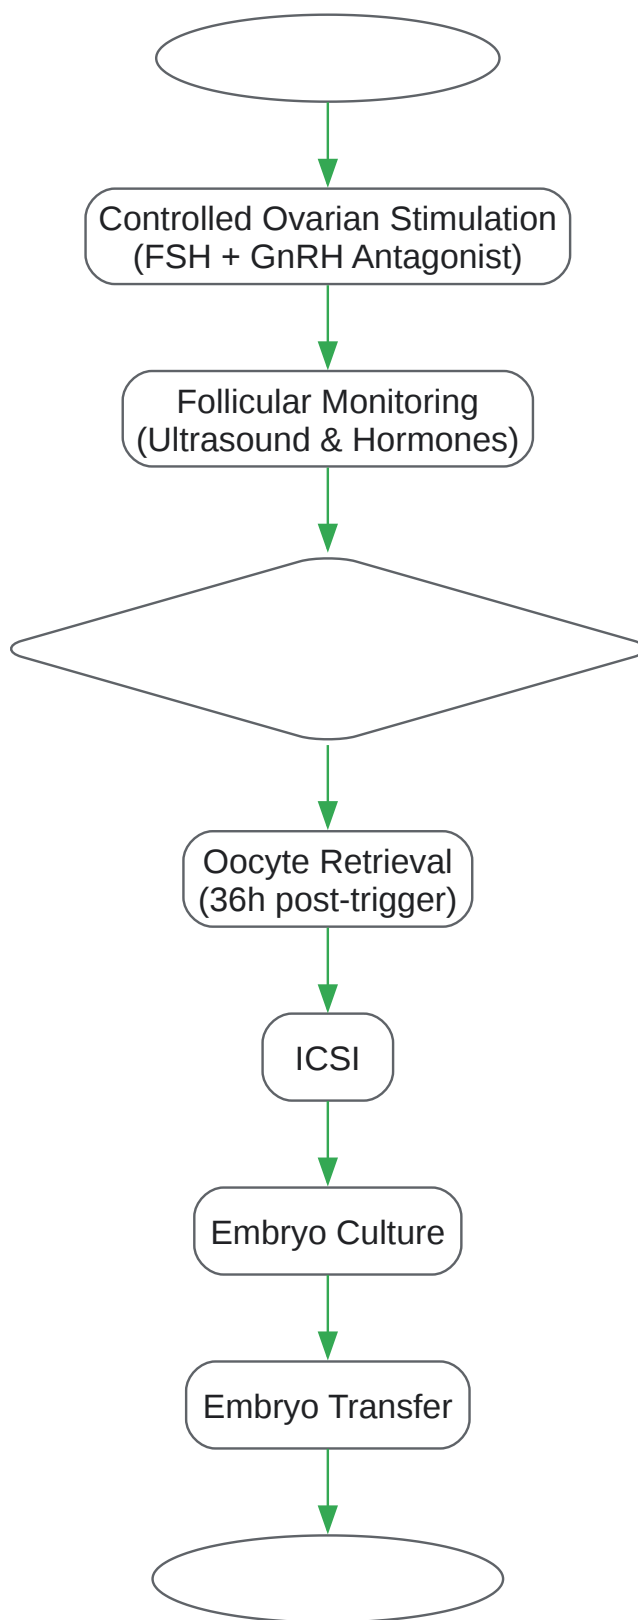 Controlled Ovarian Stimulation
(FSH + GnRH Antagonist)
Follicular Monitoring
(Ultrasound & Hormones)
Oocyte Retrieval
(36h post-trigger)
ICSI
Embryo Culture
Embryo Transfer